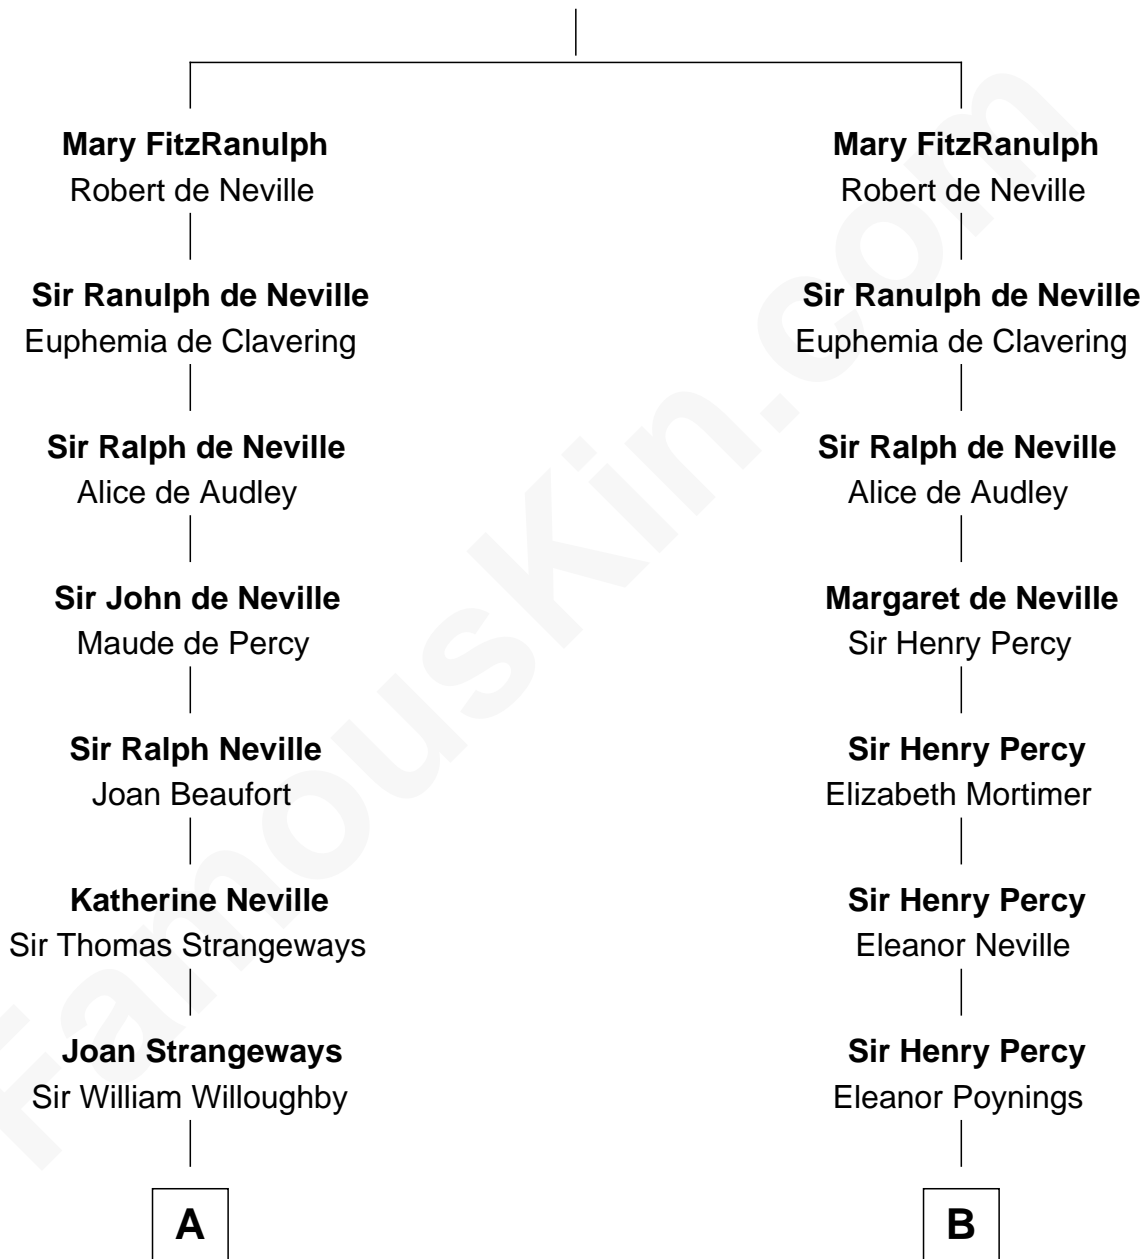 Mary FitzRanulph
Robert de Neville
Sir Ranulph de Neville
Euphemia de Clavering
Sir Ralph de Neville
Alice de Audley
Sir John de Neville
Maude de Percy
Sir Ralph Neville
Joan Beaufort
Katherine Neville
Sir Thomas Strangeways
Joan Strangeways
Sir William Willoughby
A
Mary FitzRanulph
Robert de Neville
Sir Ranulph de Neville
Euphemia de Clavering
Sir Ralph de Neville
Alice de Audley
Margaret de Neville
Sir Henry Percy
Sir Henry Percy
Elizabeth Mortimer
Sir Henry Percy
Eleanor Neville
Sir Henry Percy
Eleanor Poynings
B
FamousKin.com